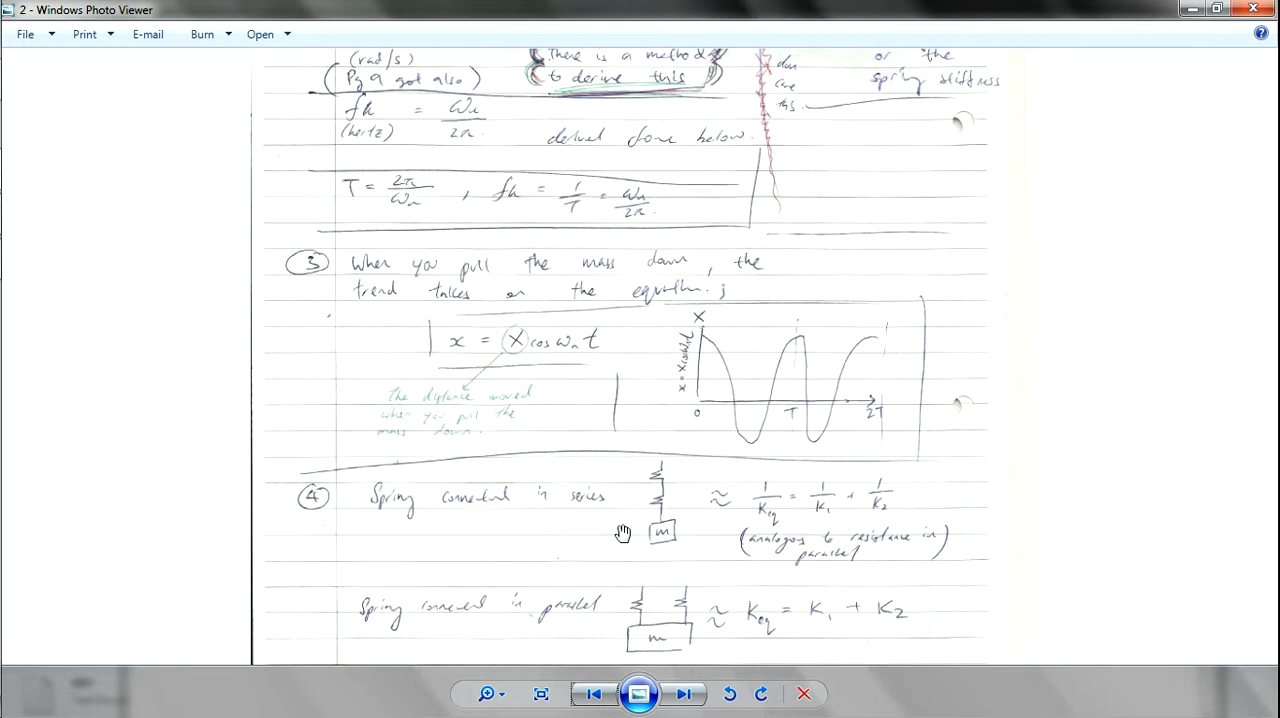 2 - Windows Photo Viewer
File Print E-mail Burn Open
(rad/s)
(Pg 9 got also)
There is a method
to derive this
or the
spring stiffness
fn = ωn/2π
(hertz)
derived done below.
this.
T = 2π/ωn , fn = 1/T = ωn/2π.
3 When you pull the mass down, the
trend takes on the equation;
x = X cos ωn t
The distance moved
when you pull the
mass down.
X
x = X cos ωn t
0 T 2T
4 Spring connected in series
m
≈ 1/Keq = 1/K1 + 1/K2
(analogous to resistance in
parallel)
Spring connected in parallel
m
≈ Keq = K1 + K2